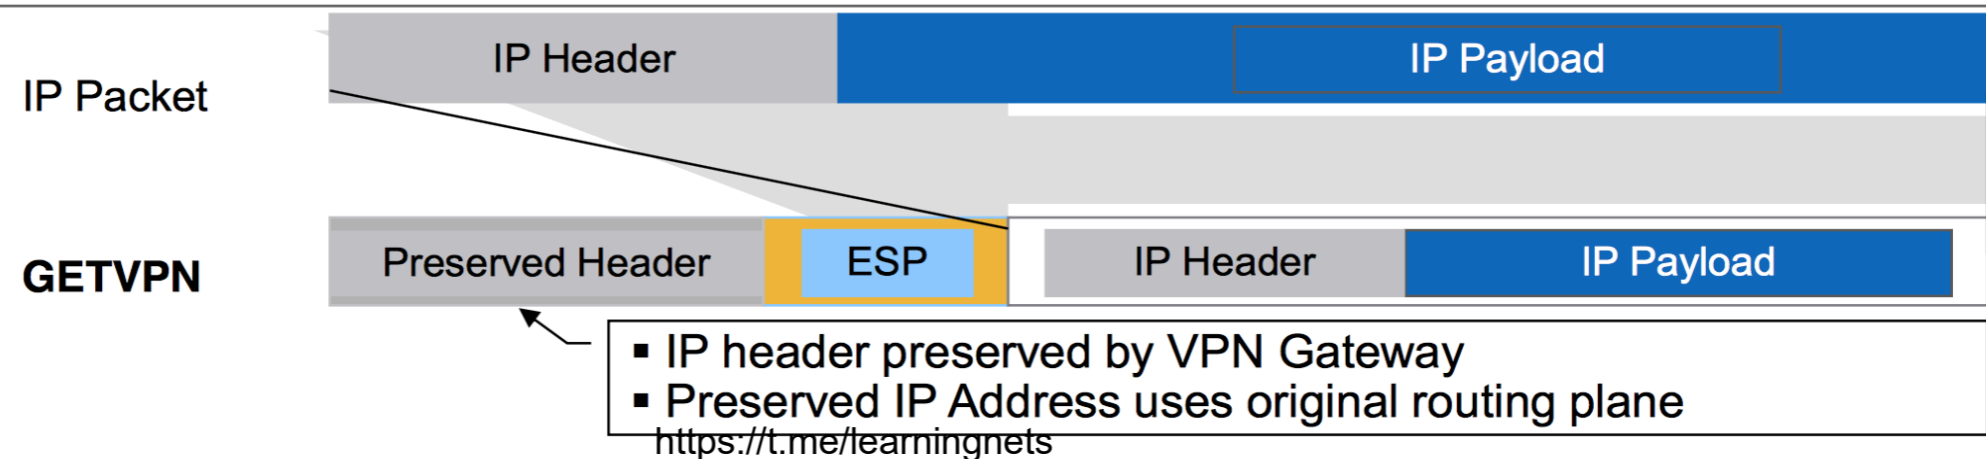 IP Header
IP Payload
IP Packet
Preserved Header
ESP
IP Header
IP Payload
GETVPN
▪ IP header preserved by VPN Gateway
▪ Preserved IP Address uses original routing plane
https://t.me/learningnets